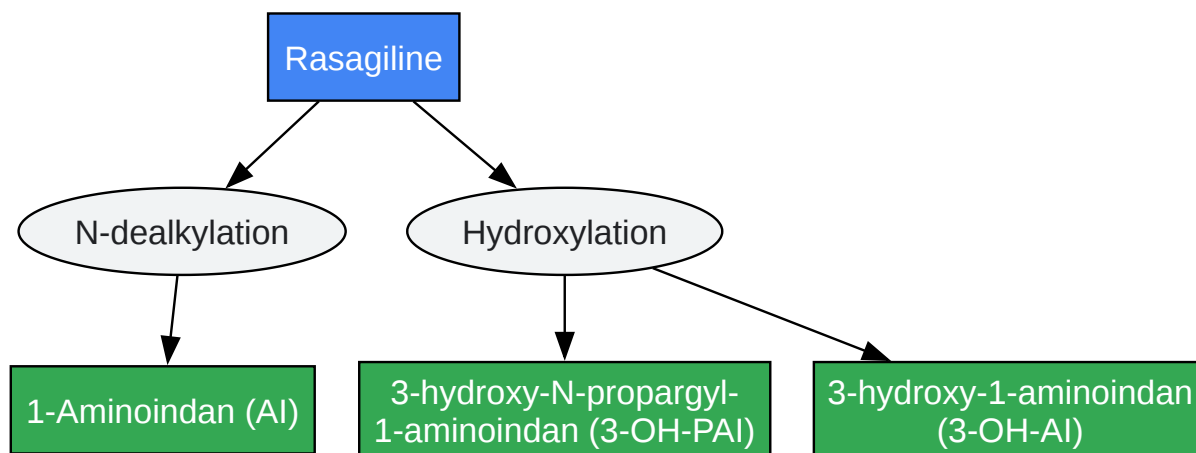 Rasagiline
N-dealkylation
Hydroxylation
1-Aminoindan (AI)
3-hydroxy-N-propargyl-
1-aminoindan (3-OH-PAI)
3-hydroxy-1-aminoindan
(3-OH-AI)